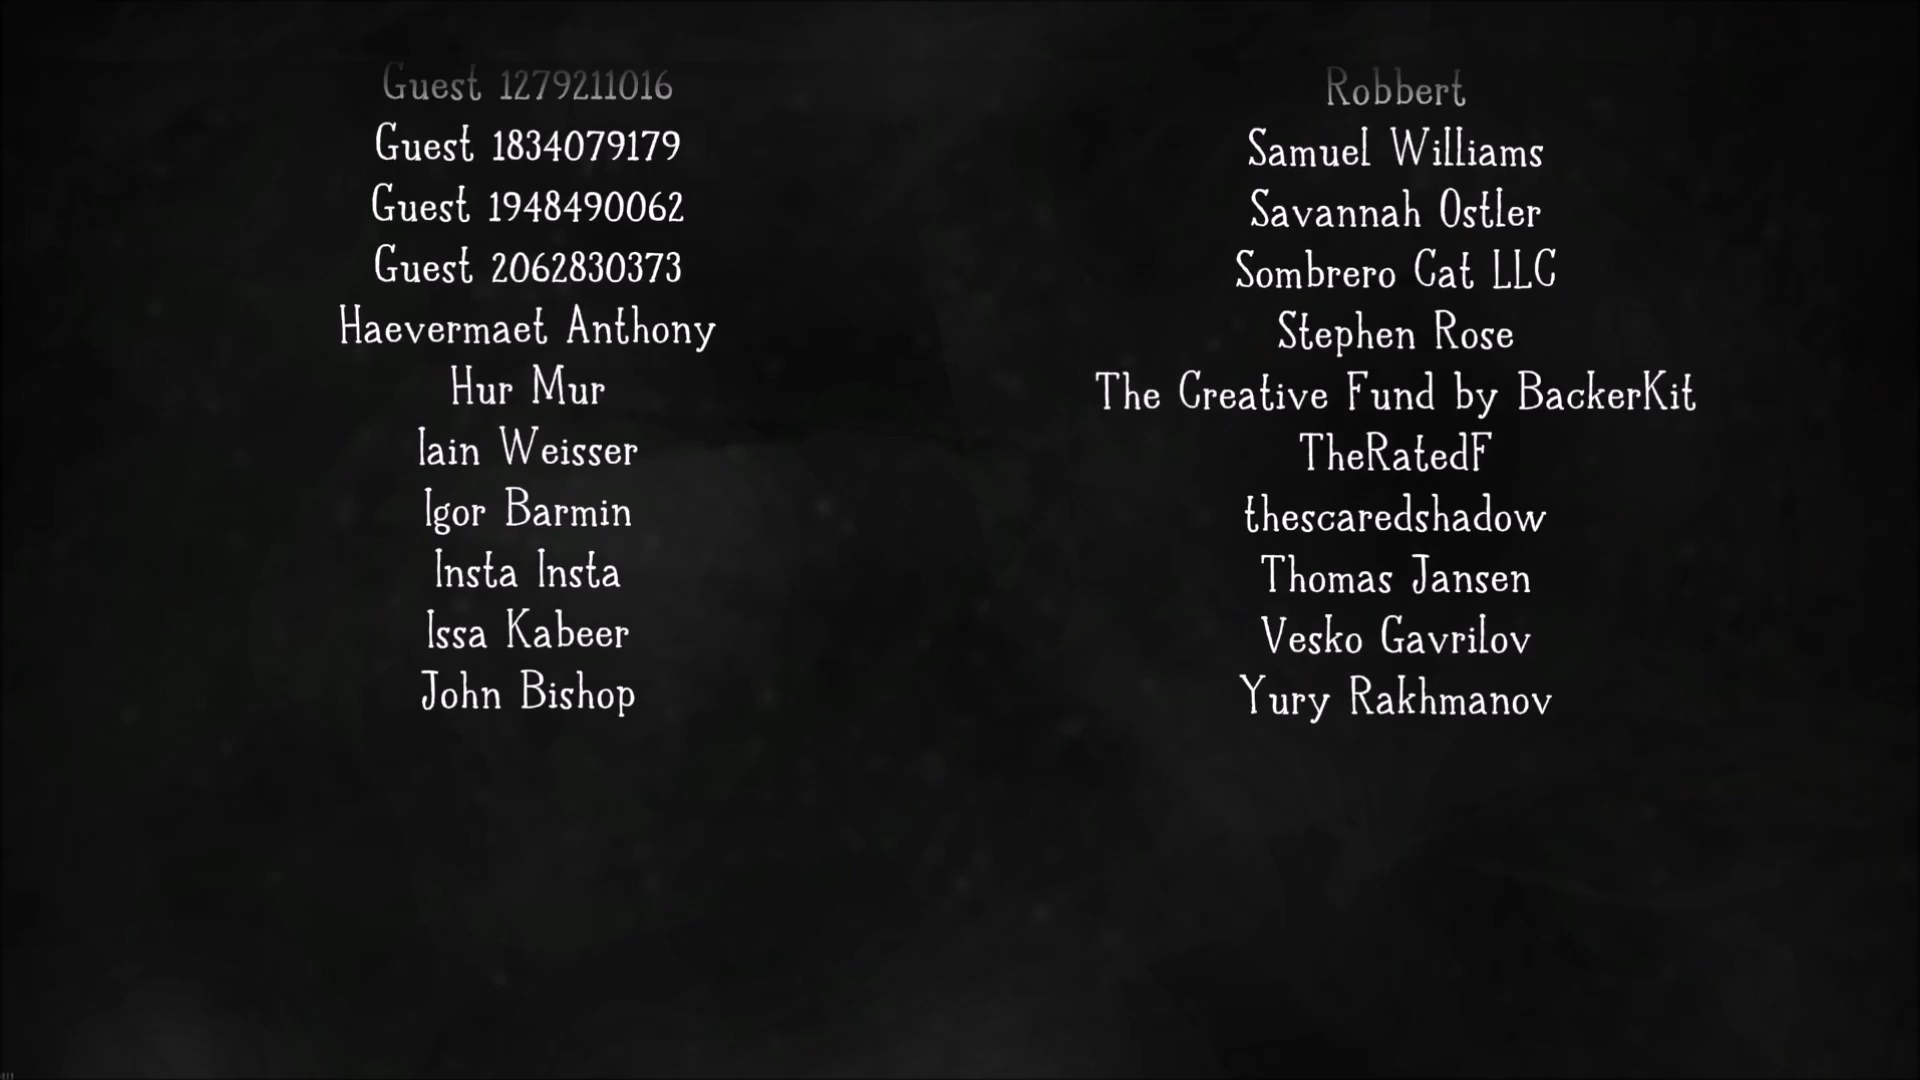 Guest 1279211016
Guest 1834079179
Guest 1948490062
Guest 2062830373
Haevermaet Anthony
Hur Mur
Iain Weisser
Igor Barmin
Insta Insta
Issa Kabeer
John Bishop
Robbert
Samuel Williams
Savannah Ostler
Sombrero Cat LLC
Stephen Rose
The Creative Fund by BackerKit
TheRatedF
thescaredshadow
Thomas Jansen
Vesko Gavrilov
Yury Rakhmanov